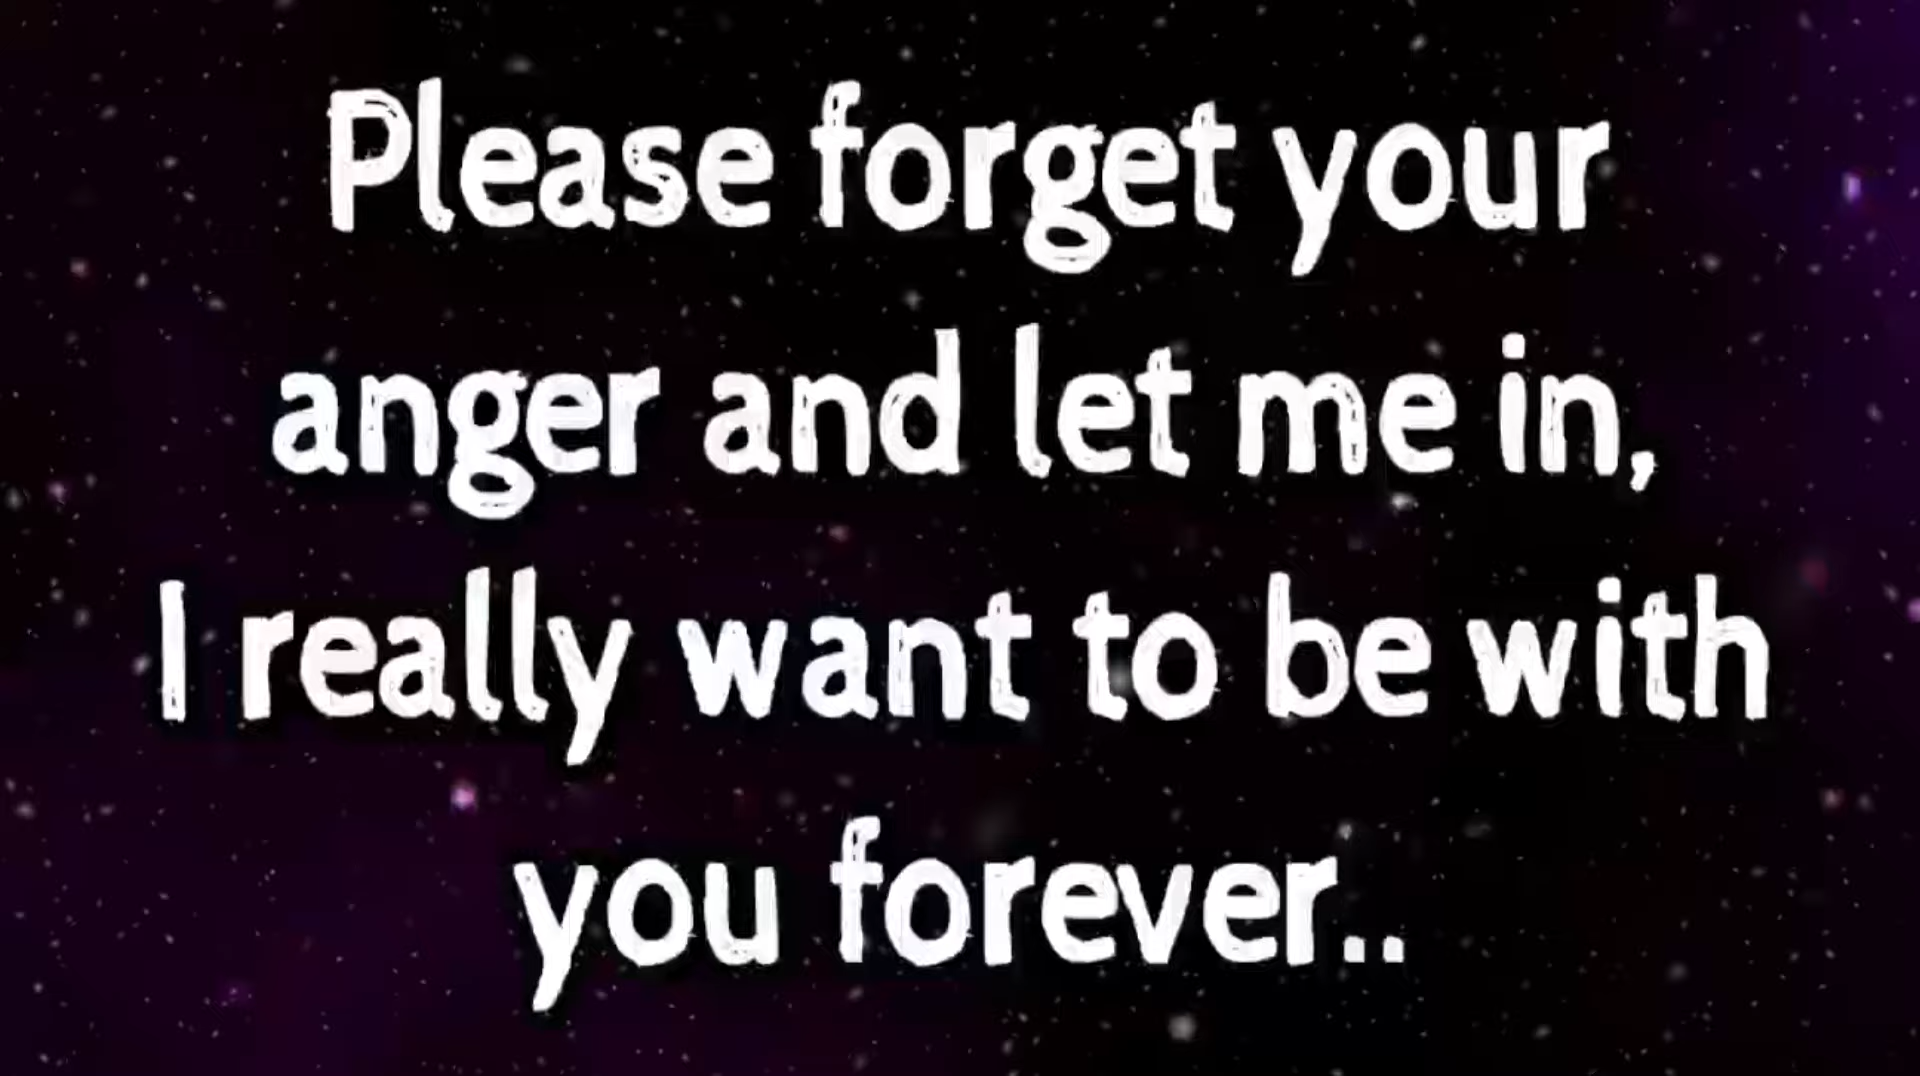 Please forget your
anger and let me in,
I really want to be with
you forever..